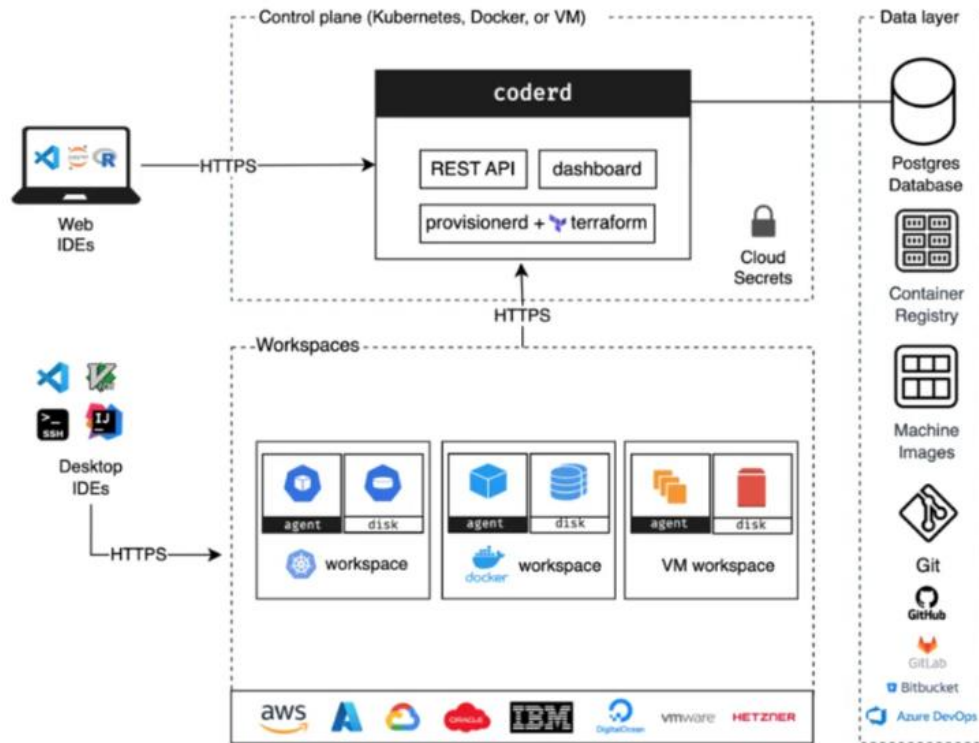 Control plane (Kubernetes, Docker, or VM)
Data layer
coderd
REST API
dashboard
provisionerd + terraform
HTTPS
Web
IDEs
Cloud
Secrets
Postgres
Database
Container
Registry
HTTPS
Workspaces
>_
SSH
IJ
Desktop
IDEs
Machine
Images
HTTPS
agent
disk
workspace
agent
disk
docker
workspace
agent
disk
VM workspace
Git
GitHub
GitLab
Bitbucket
Azure DevOps
aws
ORACLE
IBM
DigitalOcean
vmware
HETZNER